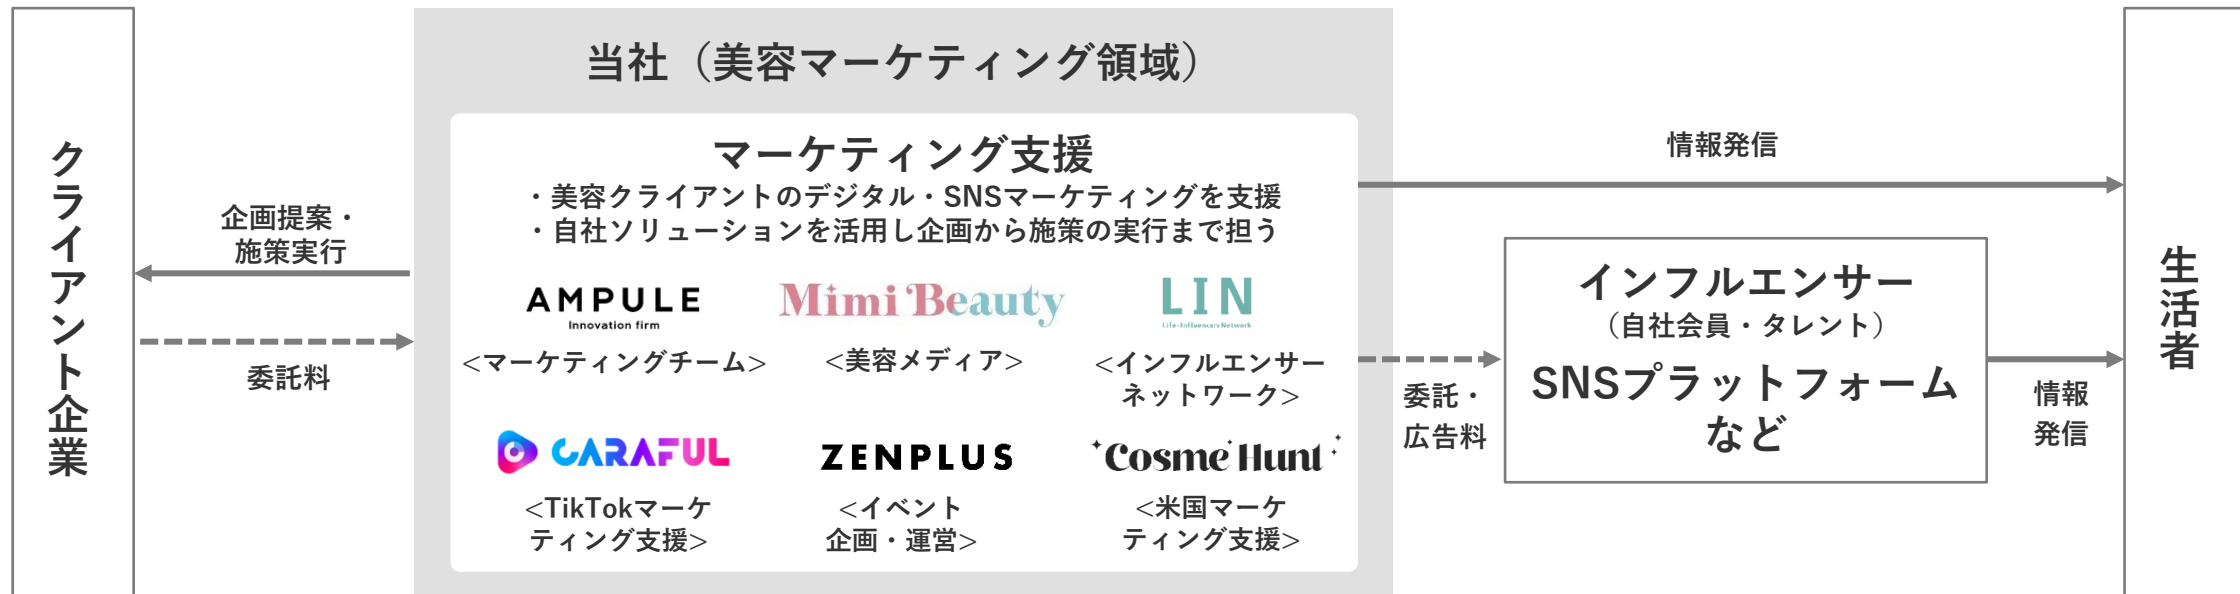 クライアント企業
企画提案・
施策実行
委託料
当社（美容マーケティング領域）
マーケティング支援
・美容クライアントのデジタル・SNSマーケティングを支援
・自社ソリューションを活用し企画から施策の実行まで担う
AMPULE
Innovation firm
<マーケティングチーム>
Mimi Beauty
<美容メディア>
LIN
Life-Influencers Network
<インフルエンサー
ネットワーク>
CARAFUL
<TikTokマーケ
ティング支援>
ZENPLUS
<イベント
企画・運営>
Cosme Hunt
<米国マーケ
ティング支援>
情報発信
委託・
広告料
インフルエンサー
（自社会員・タレント）
SNSプラットフォーム
など
情報
発信
生活者